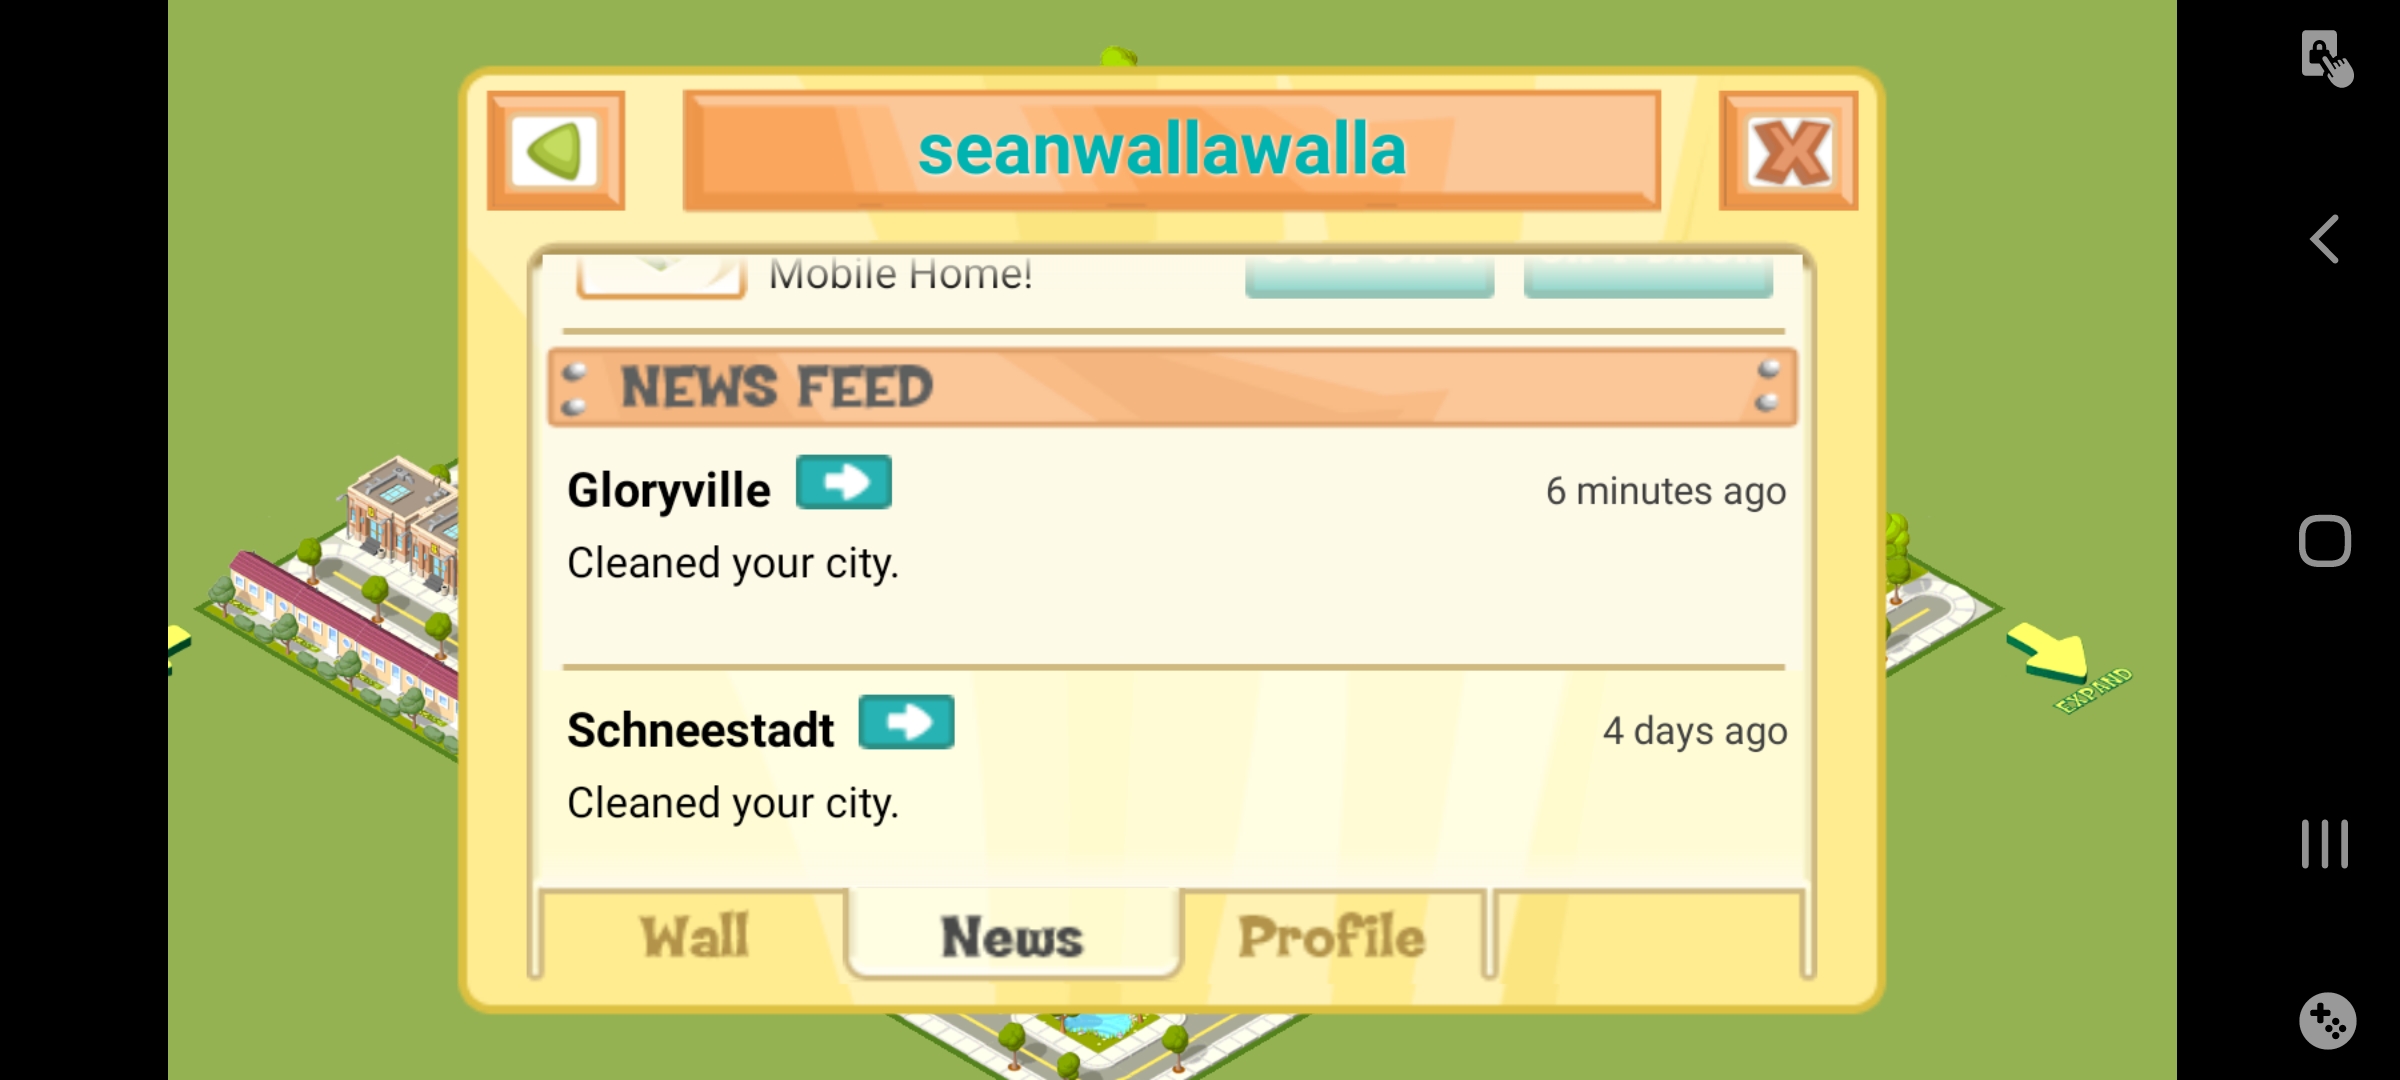 seanwallawalla
Mobile Home!
NEWS FEED
Gloryville
6 minutes ago
Cleaned your city.
Schneestadt
4 days ago
Cleaned your city.
EXPAND
Wall
News
Profile